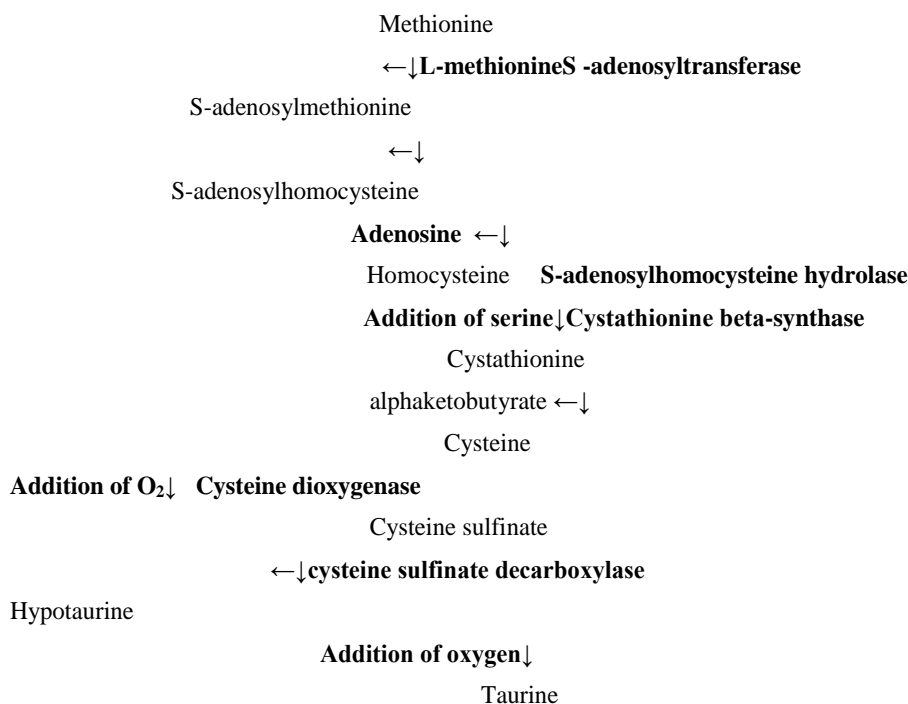 Methionine
←↓L-methionineS -adenosyltransferase
S-adenosylmethionine
←↓
S-adenosylhomocysteine
Adenosine ←↓
Homocysteine S-adenosylhomocysteine hydrolase
Addition of serine↓Cystathionine beta-synthase
Cystathionine
alphaketobutyrate ←↓
Cysteine
Addition of O₂↓ Cysteine dioxygenase
Cysteine sulfinate
←↓cysteine sulfinate decarboxylase
Hypotaurine
Addition of oxygen↓
Taurine